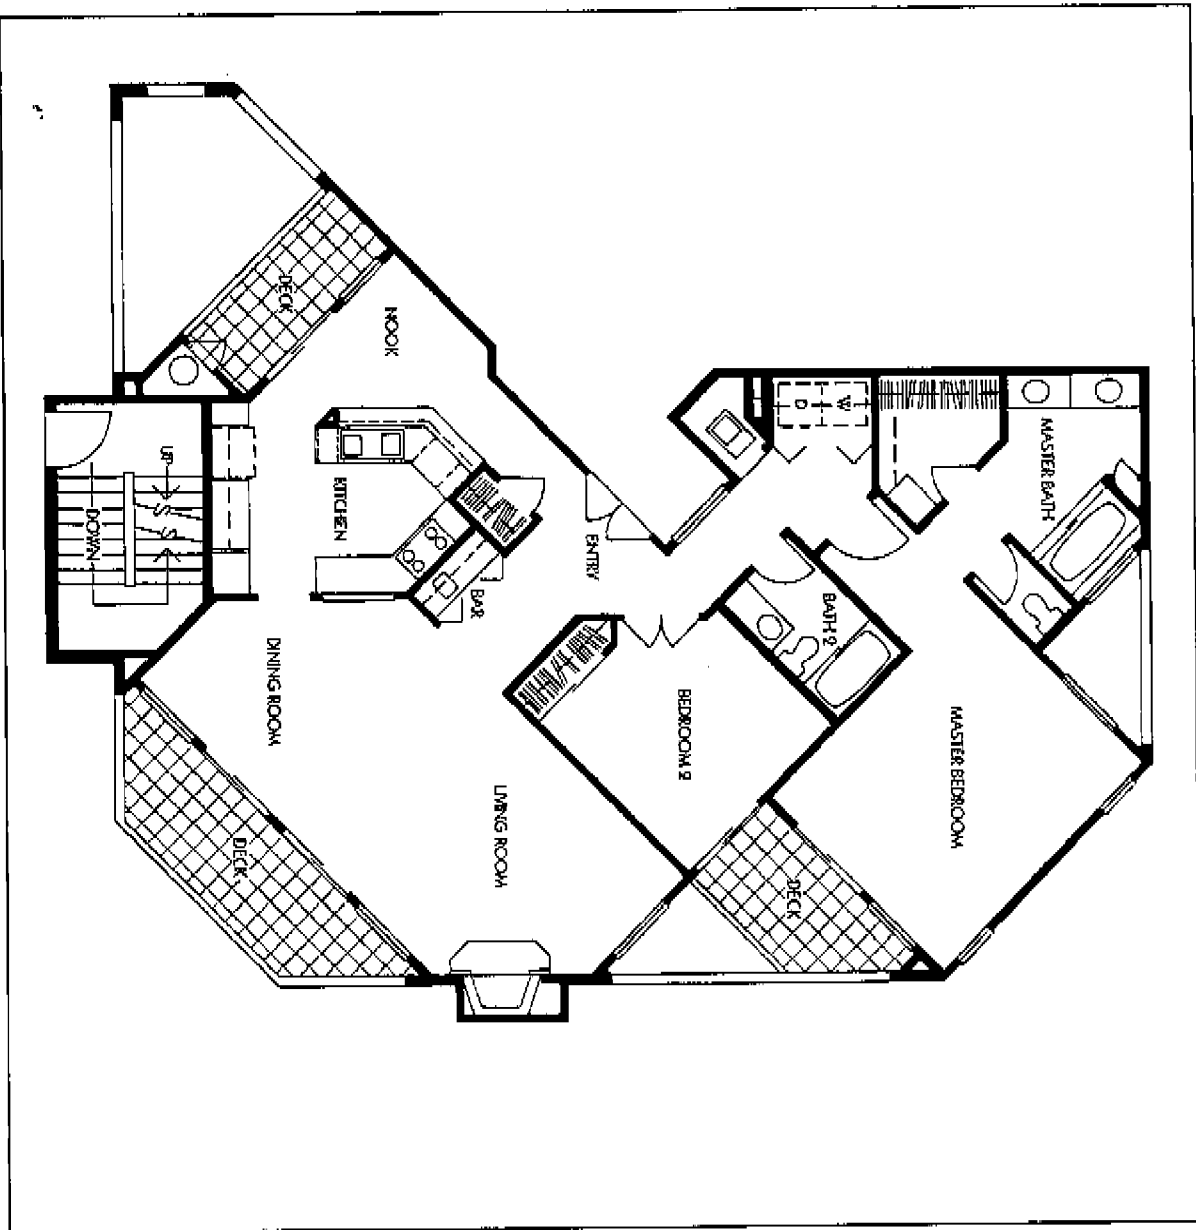 DECK
NOOK
W
D
MASTER BATH
UP
DOWN
KITCHEN
ENTRY
BAR
BATH 2
DINING ROOM
BEDROOM 2
MASTER BEDROOM
LIVING ROOM
DECK
DECK